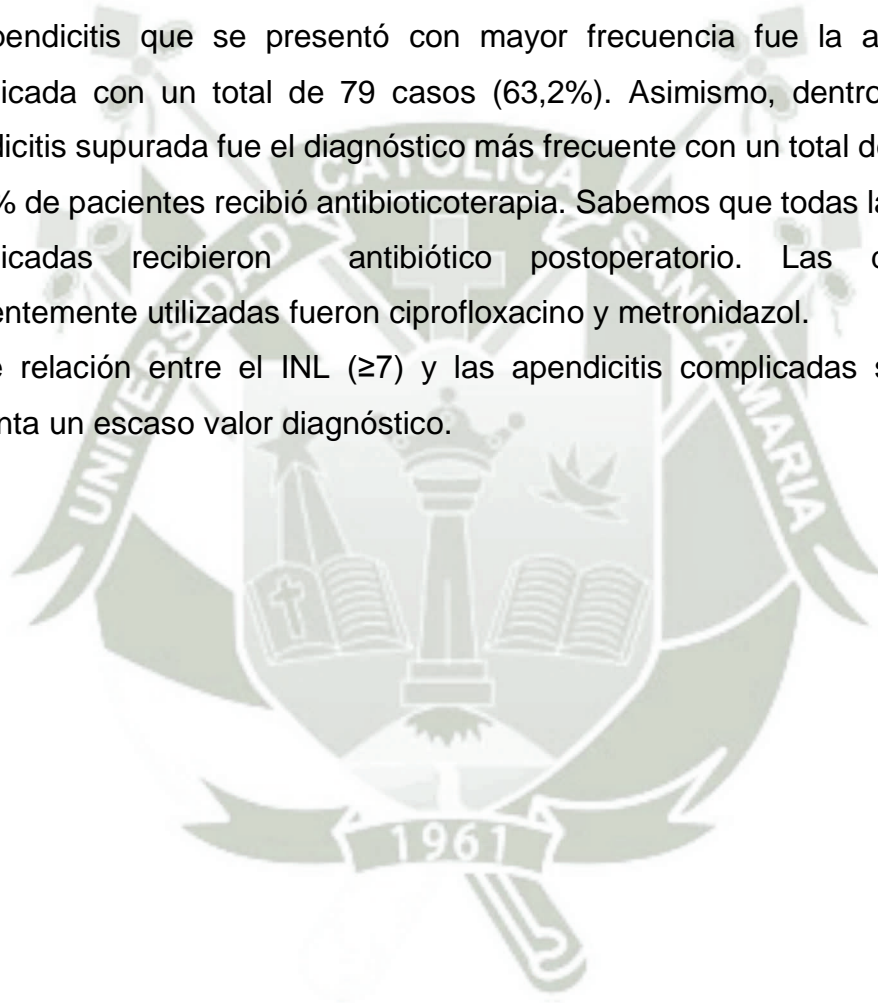 pendicitis que se presentó con mayor frecuencia fue la a
icada con un total de 79 casos (63,2%). Asimismo, dentro
dicitis supurada fue el diagnóstico más frecuente con un total d
% de pacientes recibió antibioticoterapia. Sabemos que todas la
icadas recibieron antibiótico postoperatorio. Las
entemente utilizadas fueron ciprofloxacino y metronidazol.
e relación entre el INL (≥7) y las apendicitis complicadas s
nta un escaso valor diagnóstico.
UNIVERSIDAD CATOLICA SANTA MARIA
1961